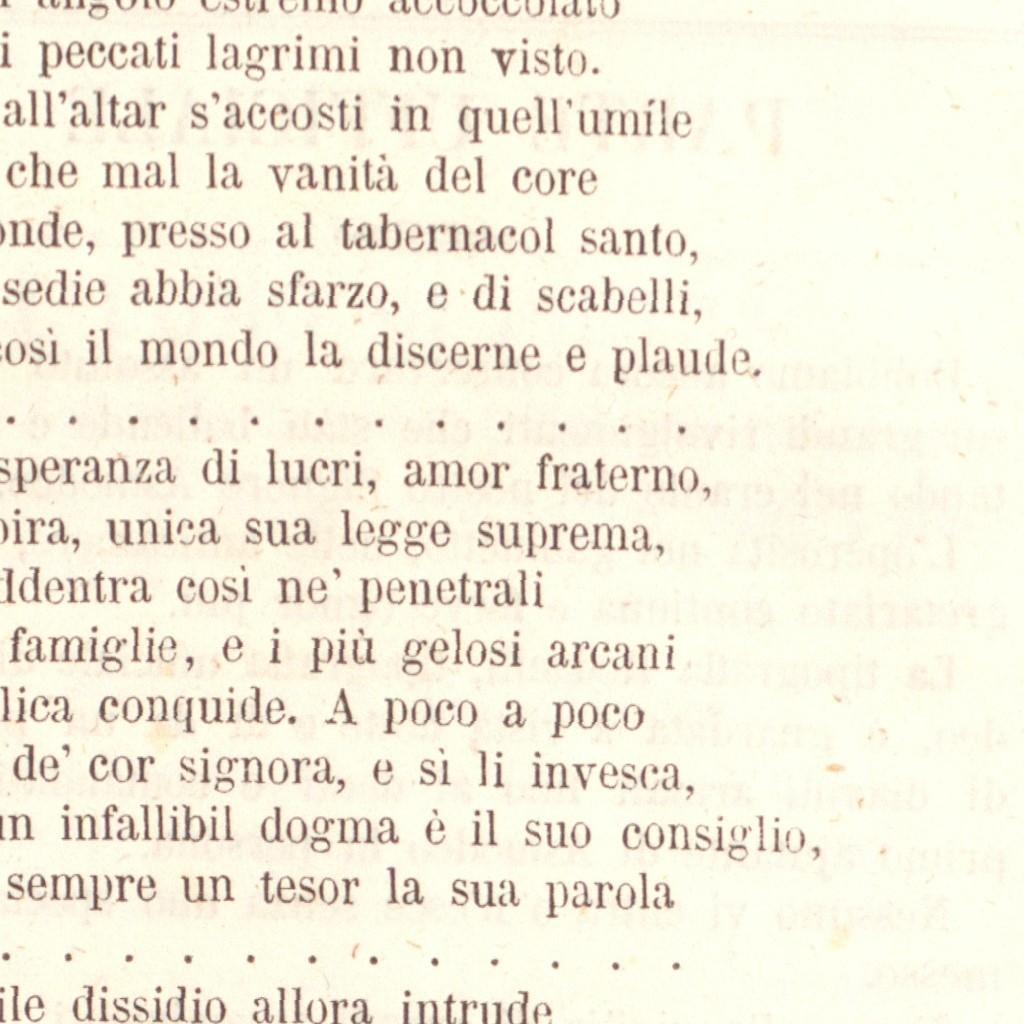 angolo estremo accoccolato
i peccati lagrimi non visto.
all'altar s'accosti in quell'umíle
che mal la vanità del core
onde, presso al tabernacol santo,
sedie abbia sfarzo, e di scabelli,
così il mondo la discerne e plaude.
. . . . . . . . . . . .
speranza di lucri, amor fraterno,
pira, unica sua legge suprema,
ddentra così ne' penetrali
famiglie, e i più gelosi arcani
lica conquide. A poco a poco
de' cor signora, e sì li invesca,
un infallibil dogma è il suo consiglio,
sempre un tesor la sua parola
. . . . . . . . . . . .
ile dissidio allora intrude